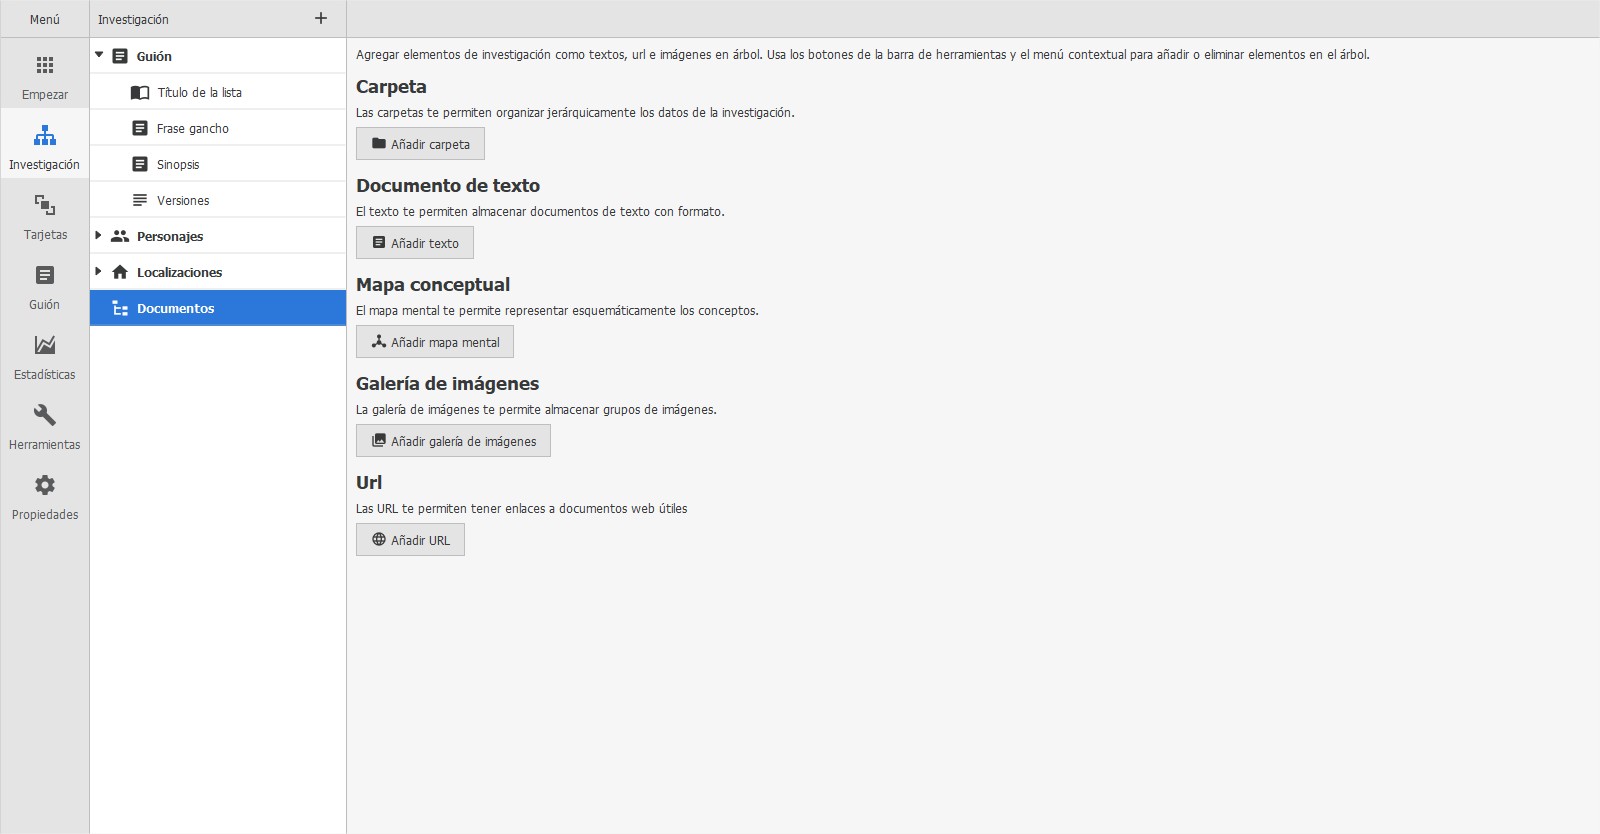 Menú
Investigación
Empezar
Investigación
Tarjetas
Guión
Estadísticas
Herramientas
Propiedades
Guión
Título de la lista
Frase gancho
Sinopsis
Versiones
Personajes
Localizaciones
Documentos
Agregar elementos de investigación como textos, url e imágenes en árbol. Usa los botones de la barra de herramientas y el menú contextual para añadir o eliminar elementos en el árbol.
Carpeta
Las carpetas te permiten organizar jerárquicamente los datos de la investigación.
Añadir carpeta
Documento de texto
El texto te permiten almacenar documentos de texto con formato.
Añadir texto
Mapa conceptual
El mapa mental te permite representar esquemáticamente los conceptos.
Añadir mapa mental
Galería de imágenes
La galería de imágenes te permite almacenar grupos de imágenes.
Añadir galería de imágenes
Url
Las URL te permiten tener enlaces a documentos web útiles
Añadir URL